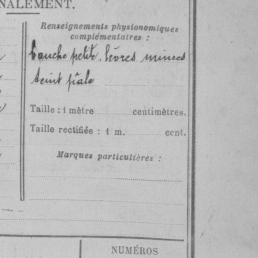 NALEMENT.
Renseignements physionomiques
complémentaires :
bouche petite, lèvres minces
teint pâle
Taille : 1 mètre centimètres.
Taille rectifiée : 1 m. cent.
Marques particulières :
NUMÉROS